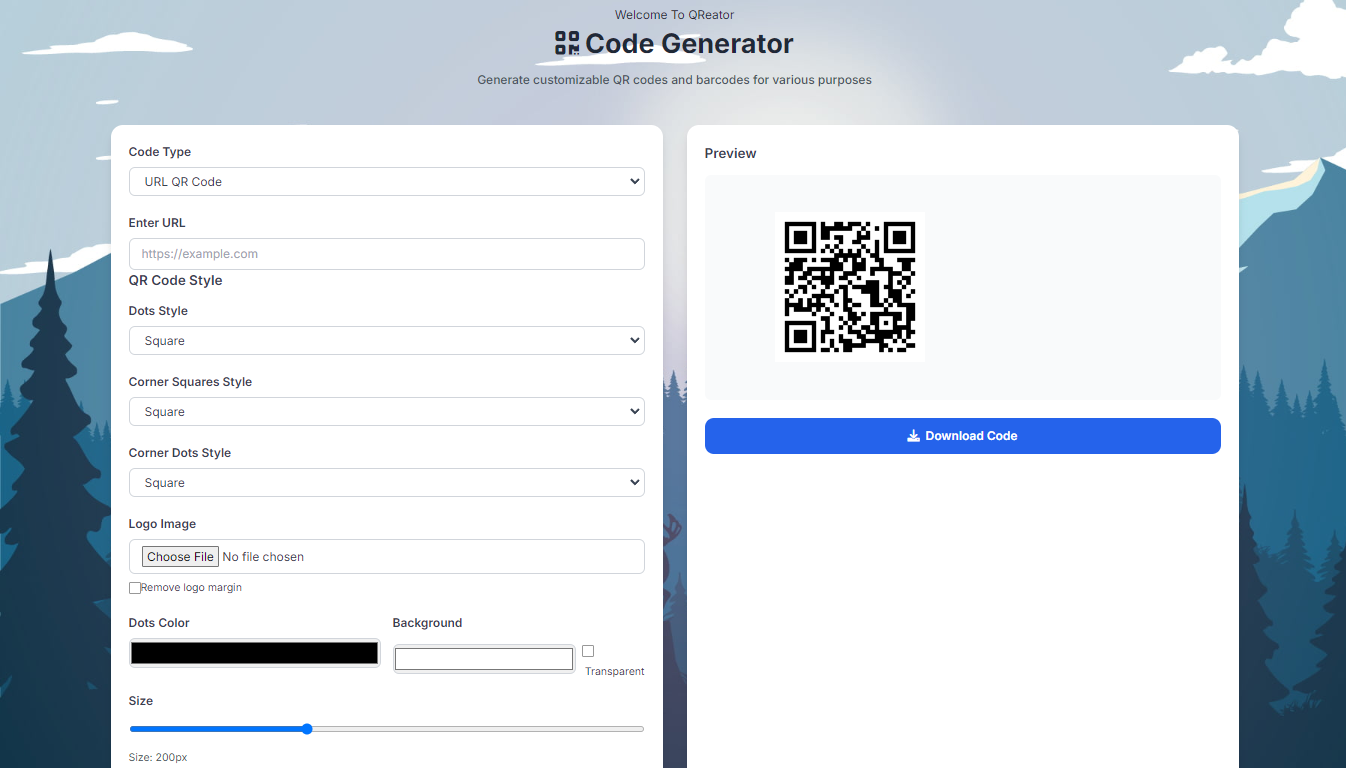 Welcome To QReator
Code Generator
Generate customizable QR codes and barcodes for various purposes
Code Type
URL QR Code
Enter URL
https://example.com
QR Code Style
Dots Style
Square
Corner Squares Style
Square
Corner Dots Style
Square
Logo Image
Choose File No file chosen
Remove logo margin
Dots Color
Background
Transparent
Size
Size: 200px
Preview
Download Code